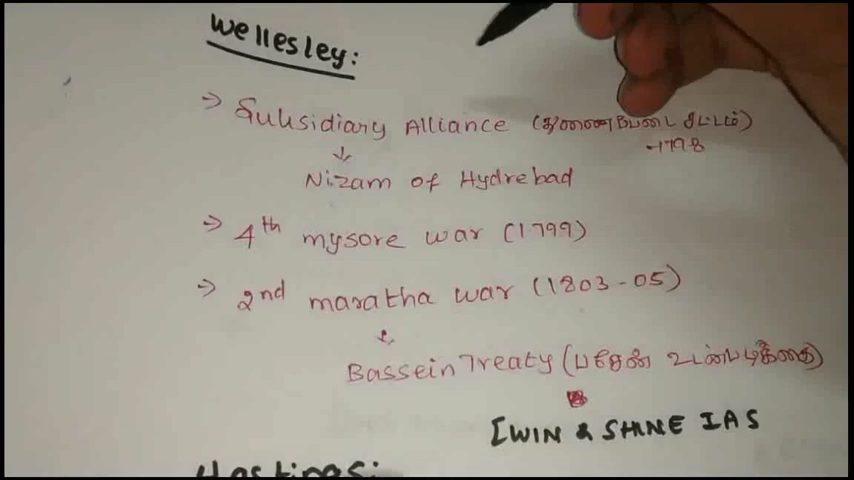 Wellesley:
→ Subsidiary Alliance (துணைப்படை திட்டம்)
-1798
↓
Nizam of Hydrebad
→ 4th mysore war (1799)
→ 2nd maratha war (1803-05)
↓
Bassein Treaty (பசீன் உடன்படிக்கை)
[WIN & SHINE IAS
Hastings: